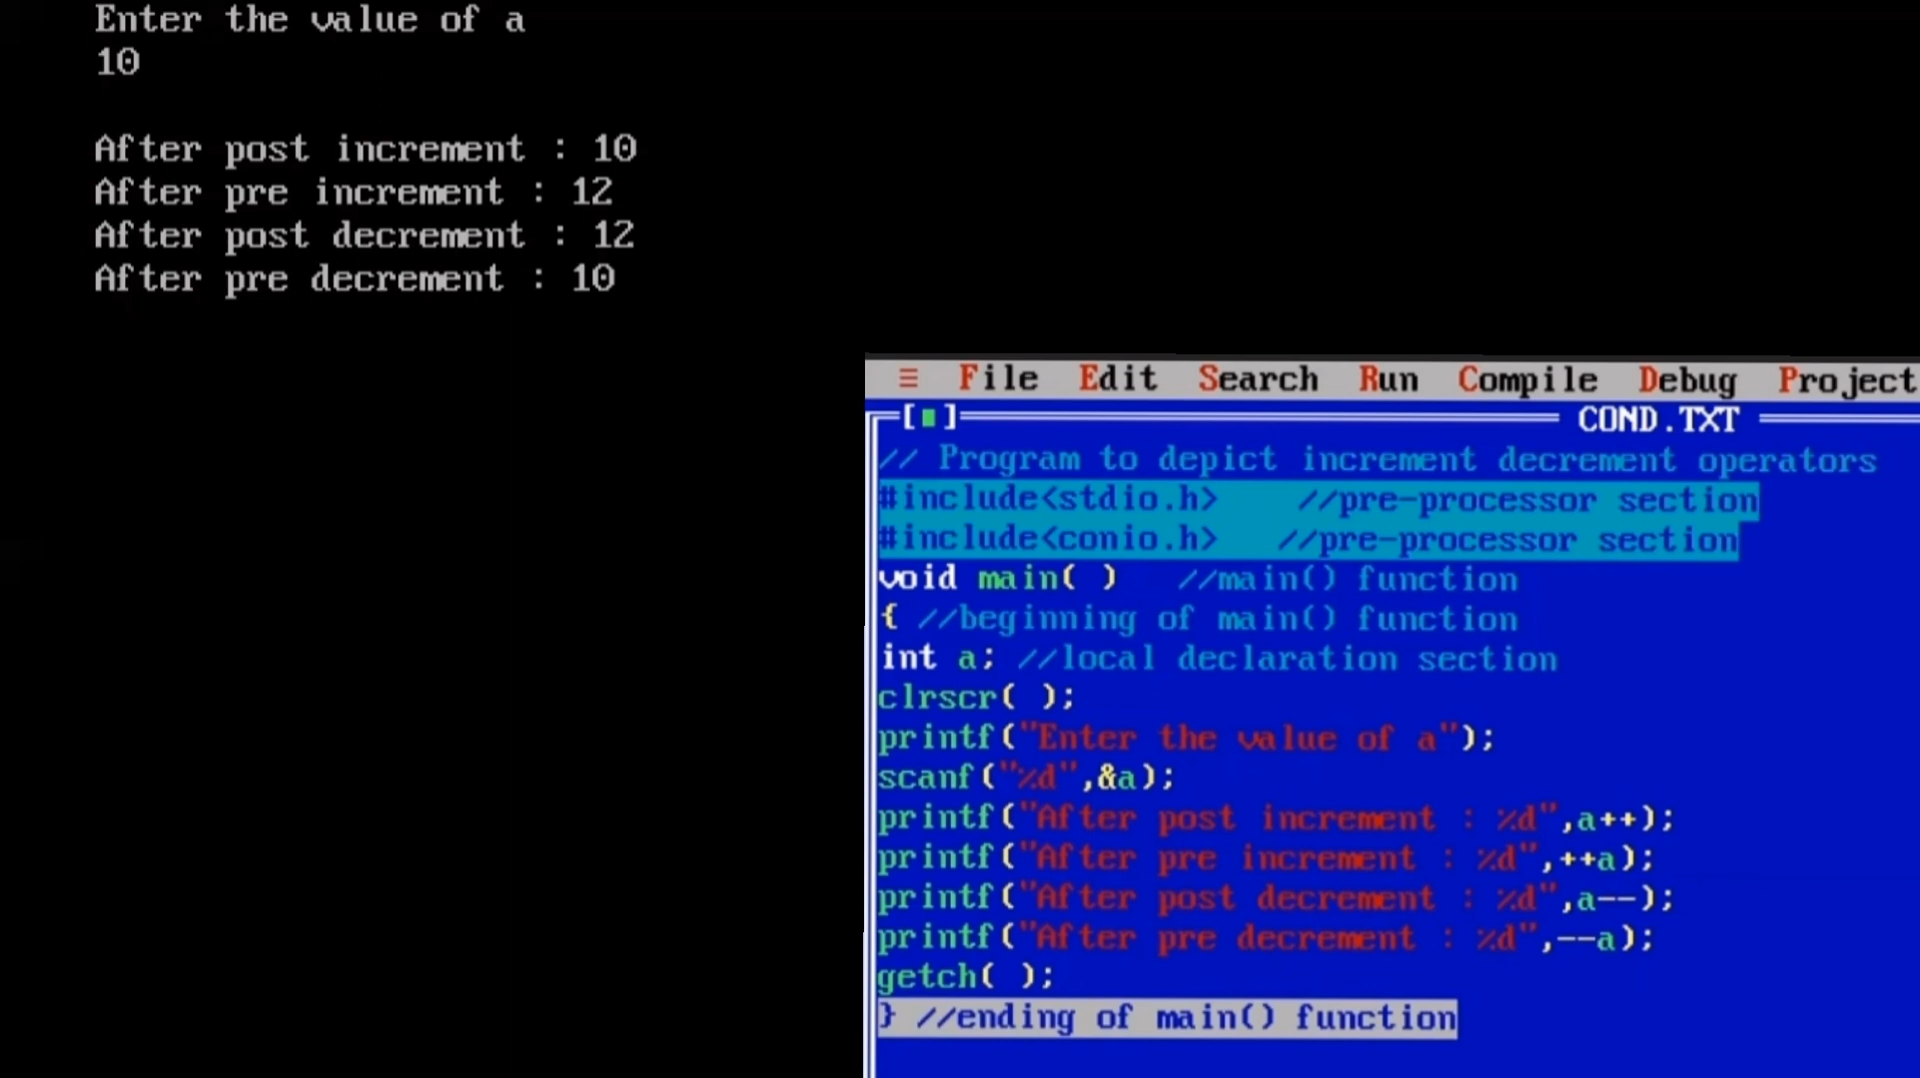 Enter the value of a
10
After post increment : 10
After pre increment : 12
After post decrement : 12
After pre decrement : 10
≡ File Edit Search Run Compile Debug Project
[■] COND.TXT
// Program to depict increment decrement operators
#include<stdio.h> //pre-processor section
#include<conio.h> //pre-processor section
void main( ) //main() function
{ //beginning of main() function
int a; //local declaration section
clrscr( );
printf("Enter the value of a");
scanf("%d",&a);
printf("After post increment : %d",a++);
printf("After pre increment : %d",++a);
printf("After post decrement : %d",a--);
printf("After pre decrement : %d",--a);
getch( );
} //ending of main() function